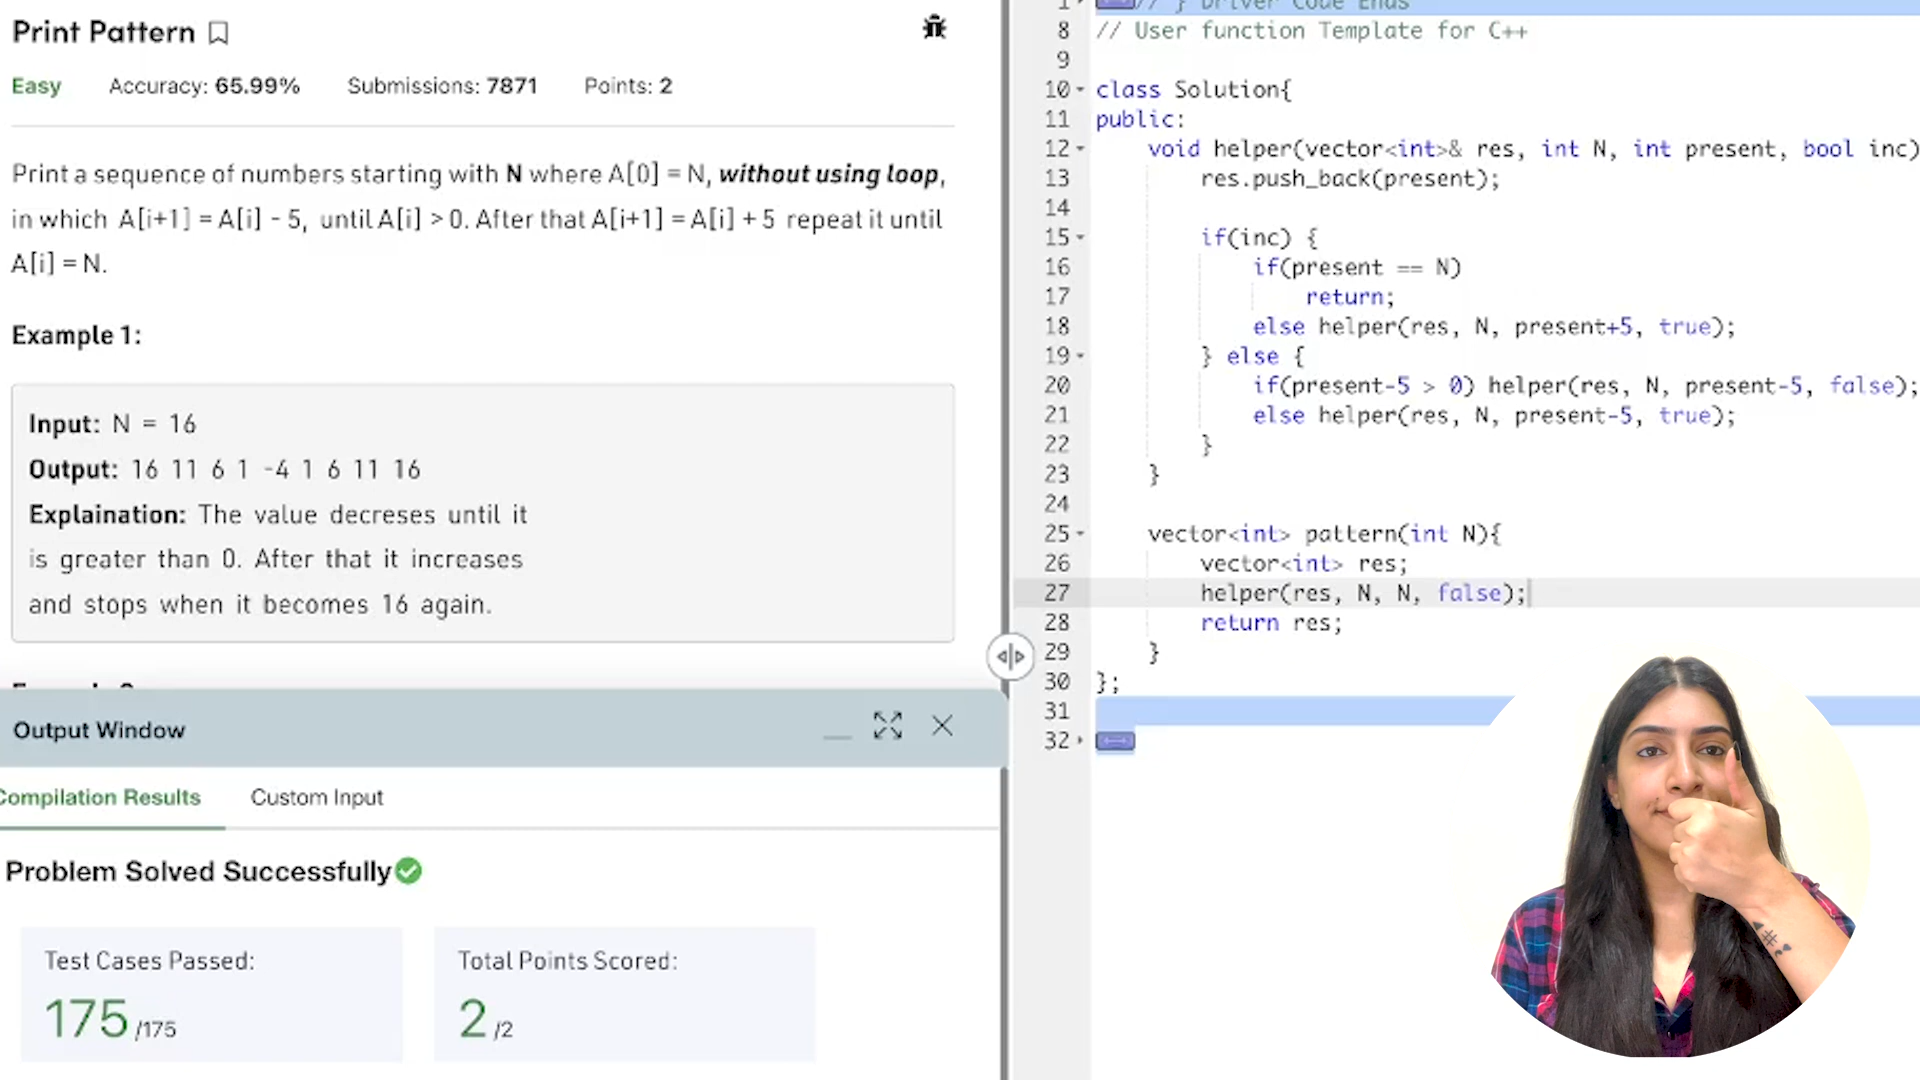 Print Pattern
Easy Accuracy: 65.99% Submissions: 7871 Points: 2
Print a sequence of numbers starting with N where A[0] = N, without using loop,
in which A[i+1] = A[i] - 5, until A[i] > 0. After that A[i+1] = A[i] + 5 repeat it until
A[i] = N.
Example 1:
Input: N = 16
Output: 16 11 6 1 -4 1 6 11 16
Explaination: The value decreses until it
is greater than 0. After that it increases
and stops when it becomes 16 again.
Output Window
Compilation Results Custom Input
Problem Solved Successfully
Test Cases Passed:
175 /175
Total Points Scored:
2 /2
1 // } Driver Code Ends
8 // User function Template for C++
9
10 class Solution{
11 public:
12 void helper(vector<int>& res, int N, int present, bool inc)
13 res.push_back(present);
14
15 if(inc) {
16 if(present == N)
17 return;
18 else helper(res, N, present+5, true);
19 } else {
20 if(present-5 > 0) helper(res, N, present-5, false);
21 else helper(res, N, present-5, true);
22 }
23 }
24
25 vector<int> pattern(int N){
26 vector<int> res;
27 helper(res, N, N, false);
28 return res;
29 }
30 };
31
32